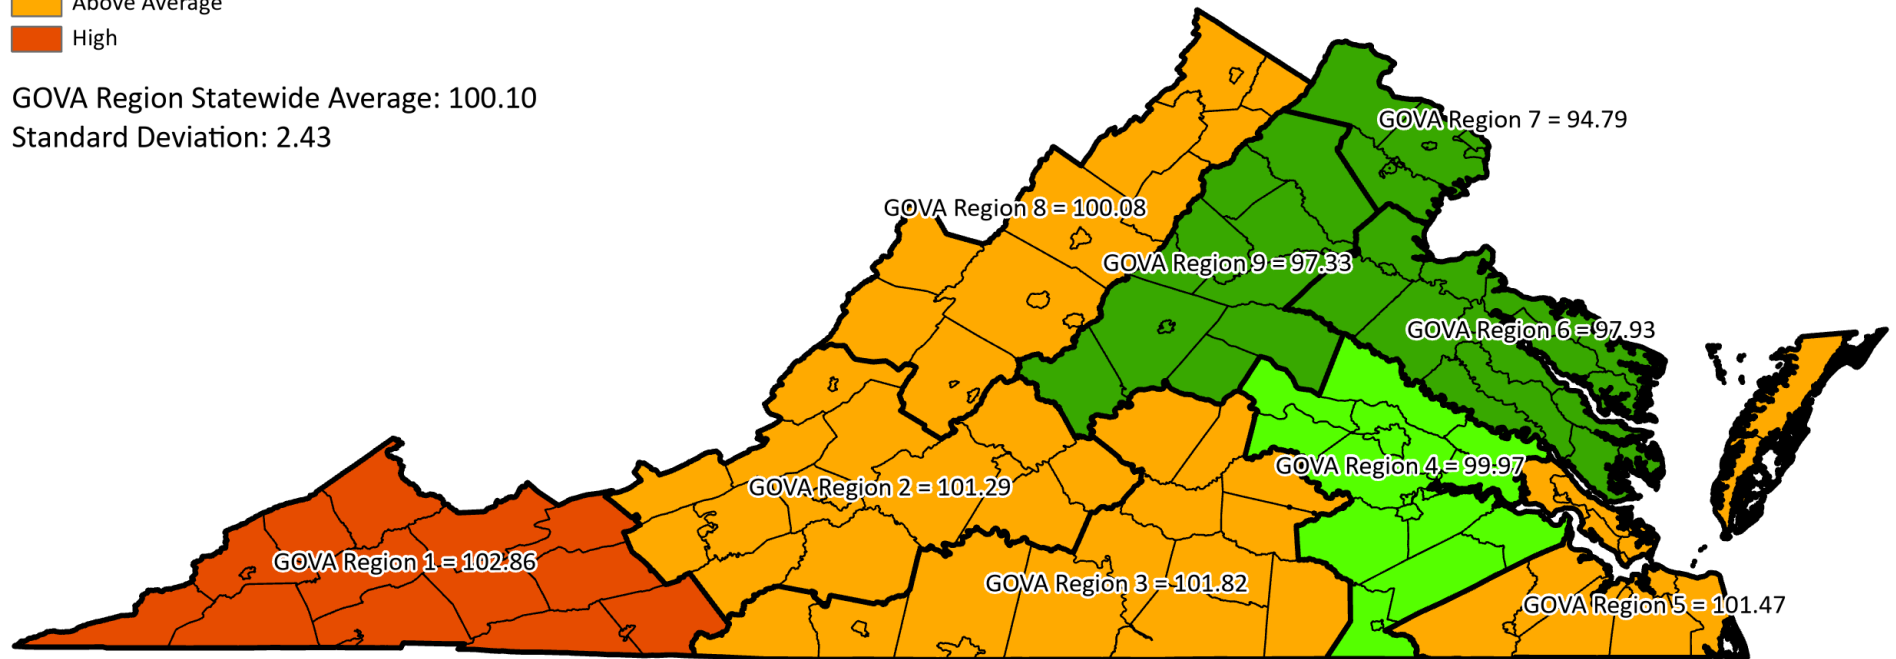 Above Average
High
GOVA Region Statewide Average: 100.10
Standard Deviation: 2.43
GOVA Region 7 = 94.79
GOVA Region 8 = 100.08
GOVA Region 9 = 97.33
GOVA Region 6 = 97.93
GOVA Region 4 = 99.97
GOVA Region 2 = 101.29
GOVA Region 1 = 102.86
GOVA Region 3 = 101.82
GOVA Region 5 = 101.47